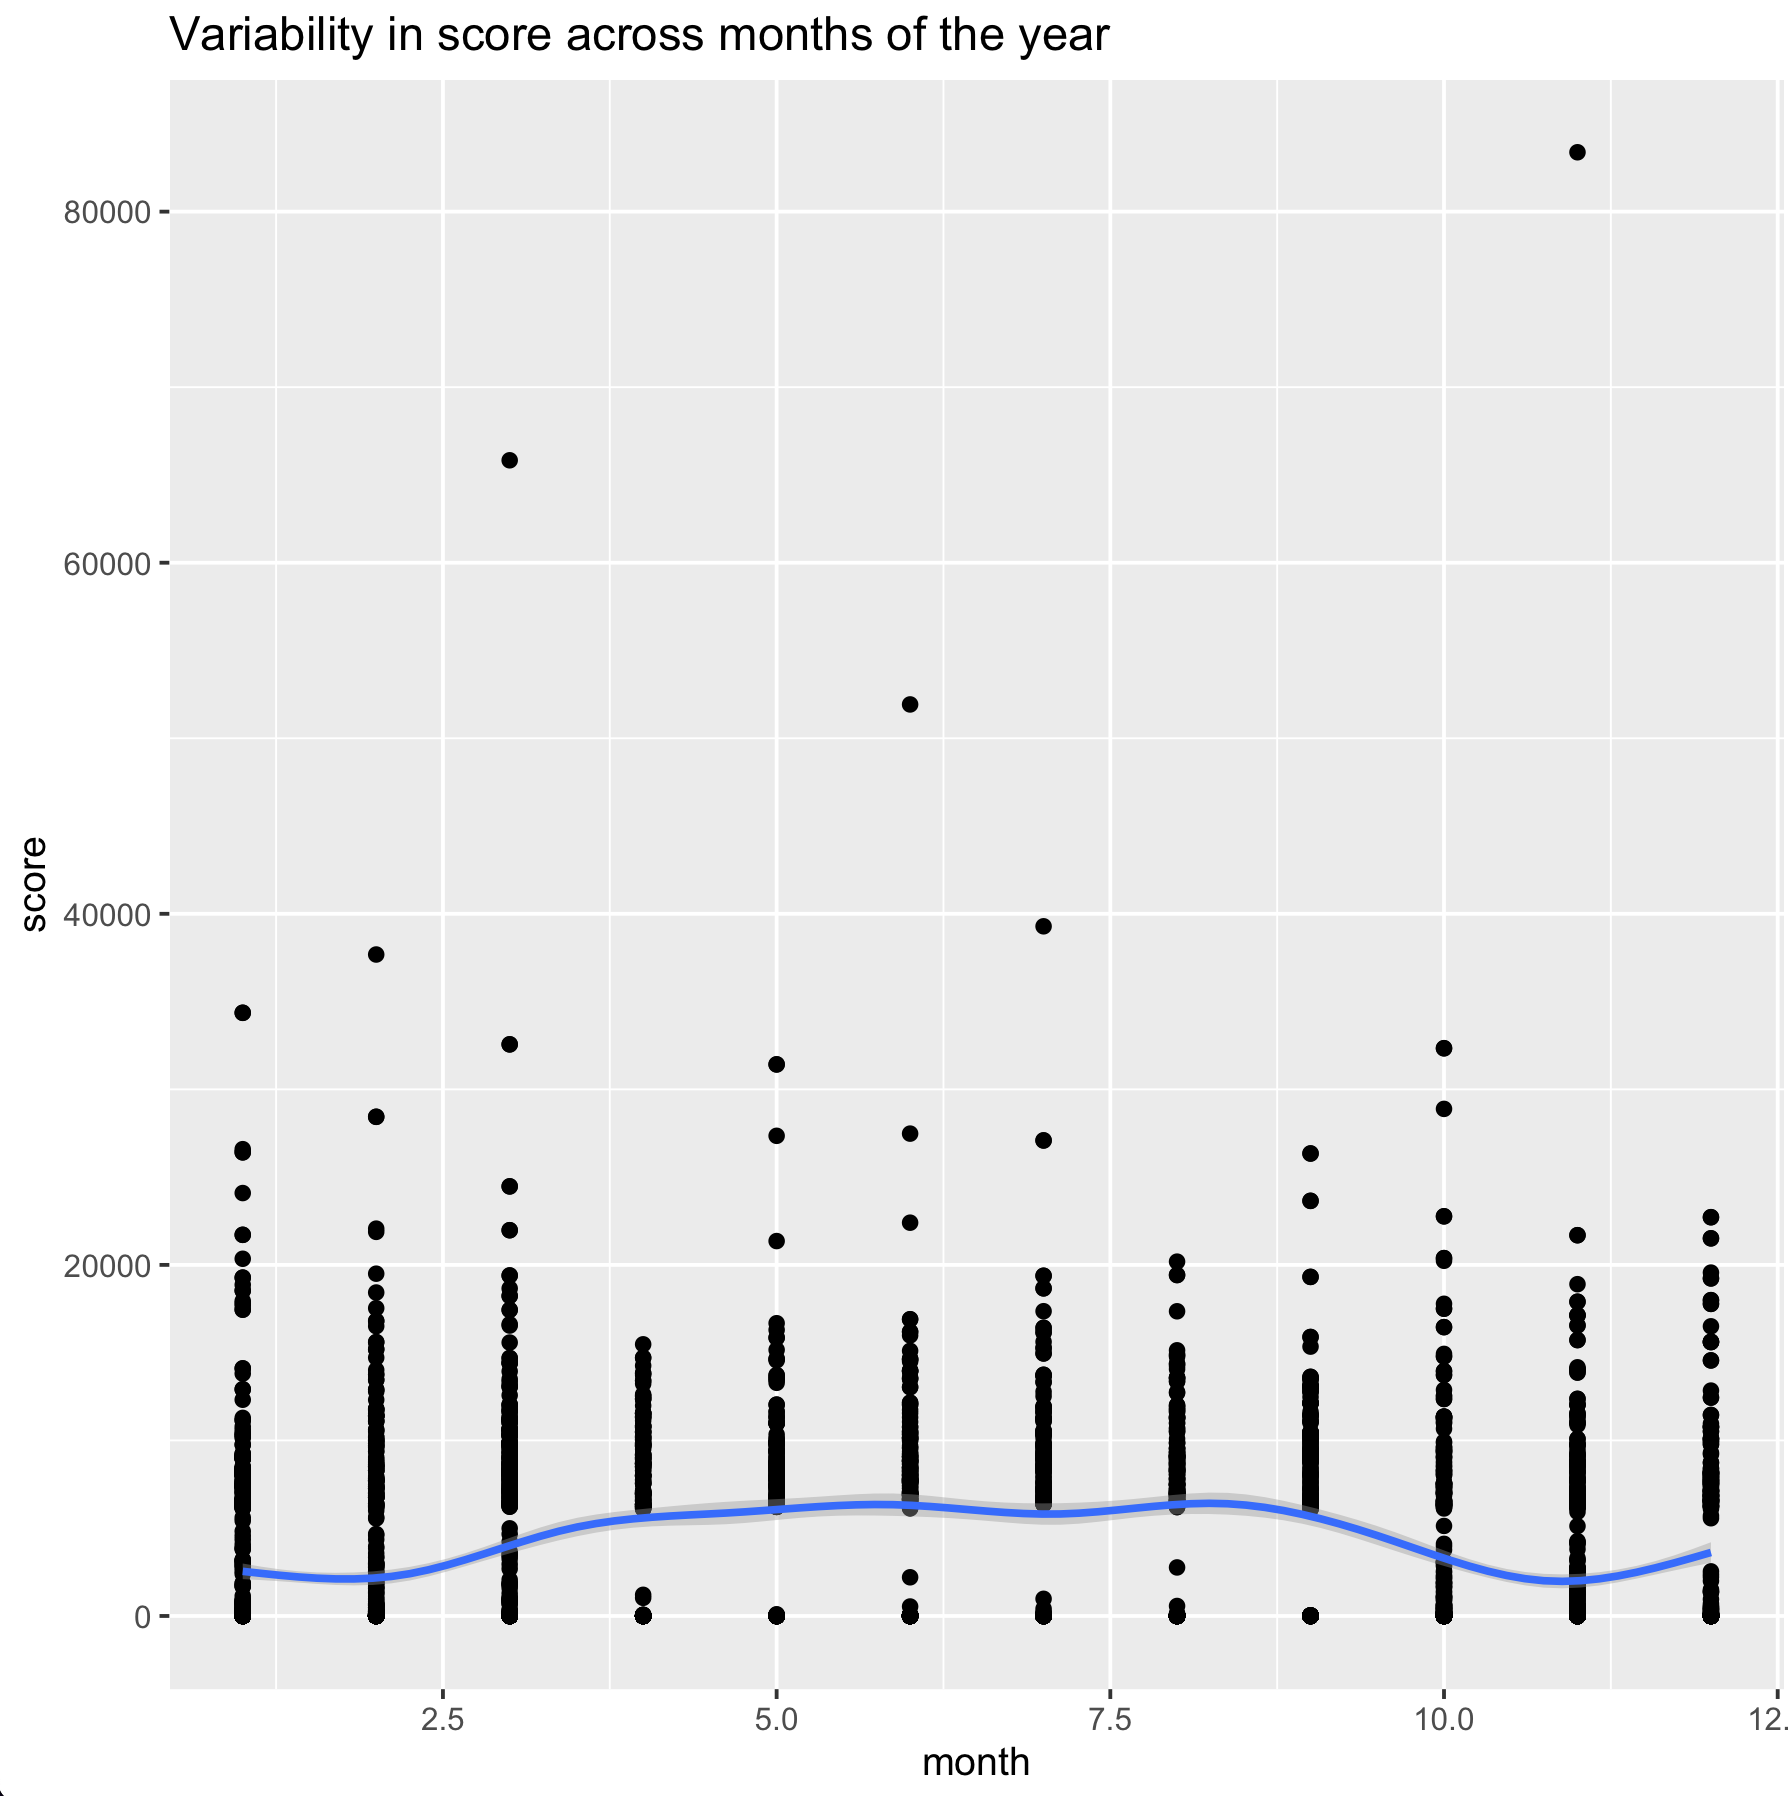 Variability in score across months of the year
80000
60000
40000
20000
0
score
2.5 5.0 7.5 10.0 12.
month